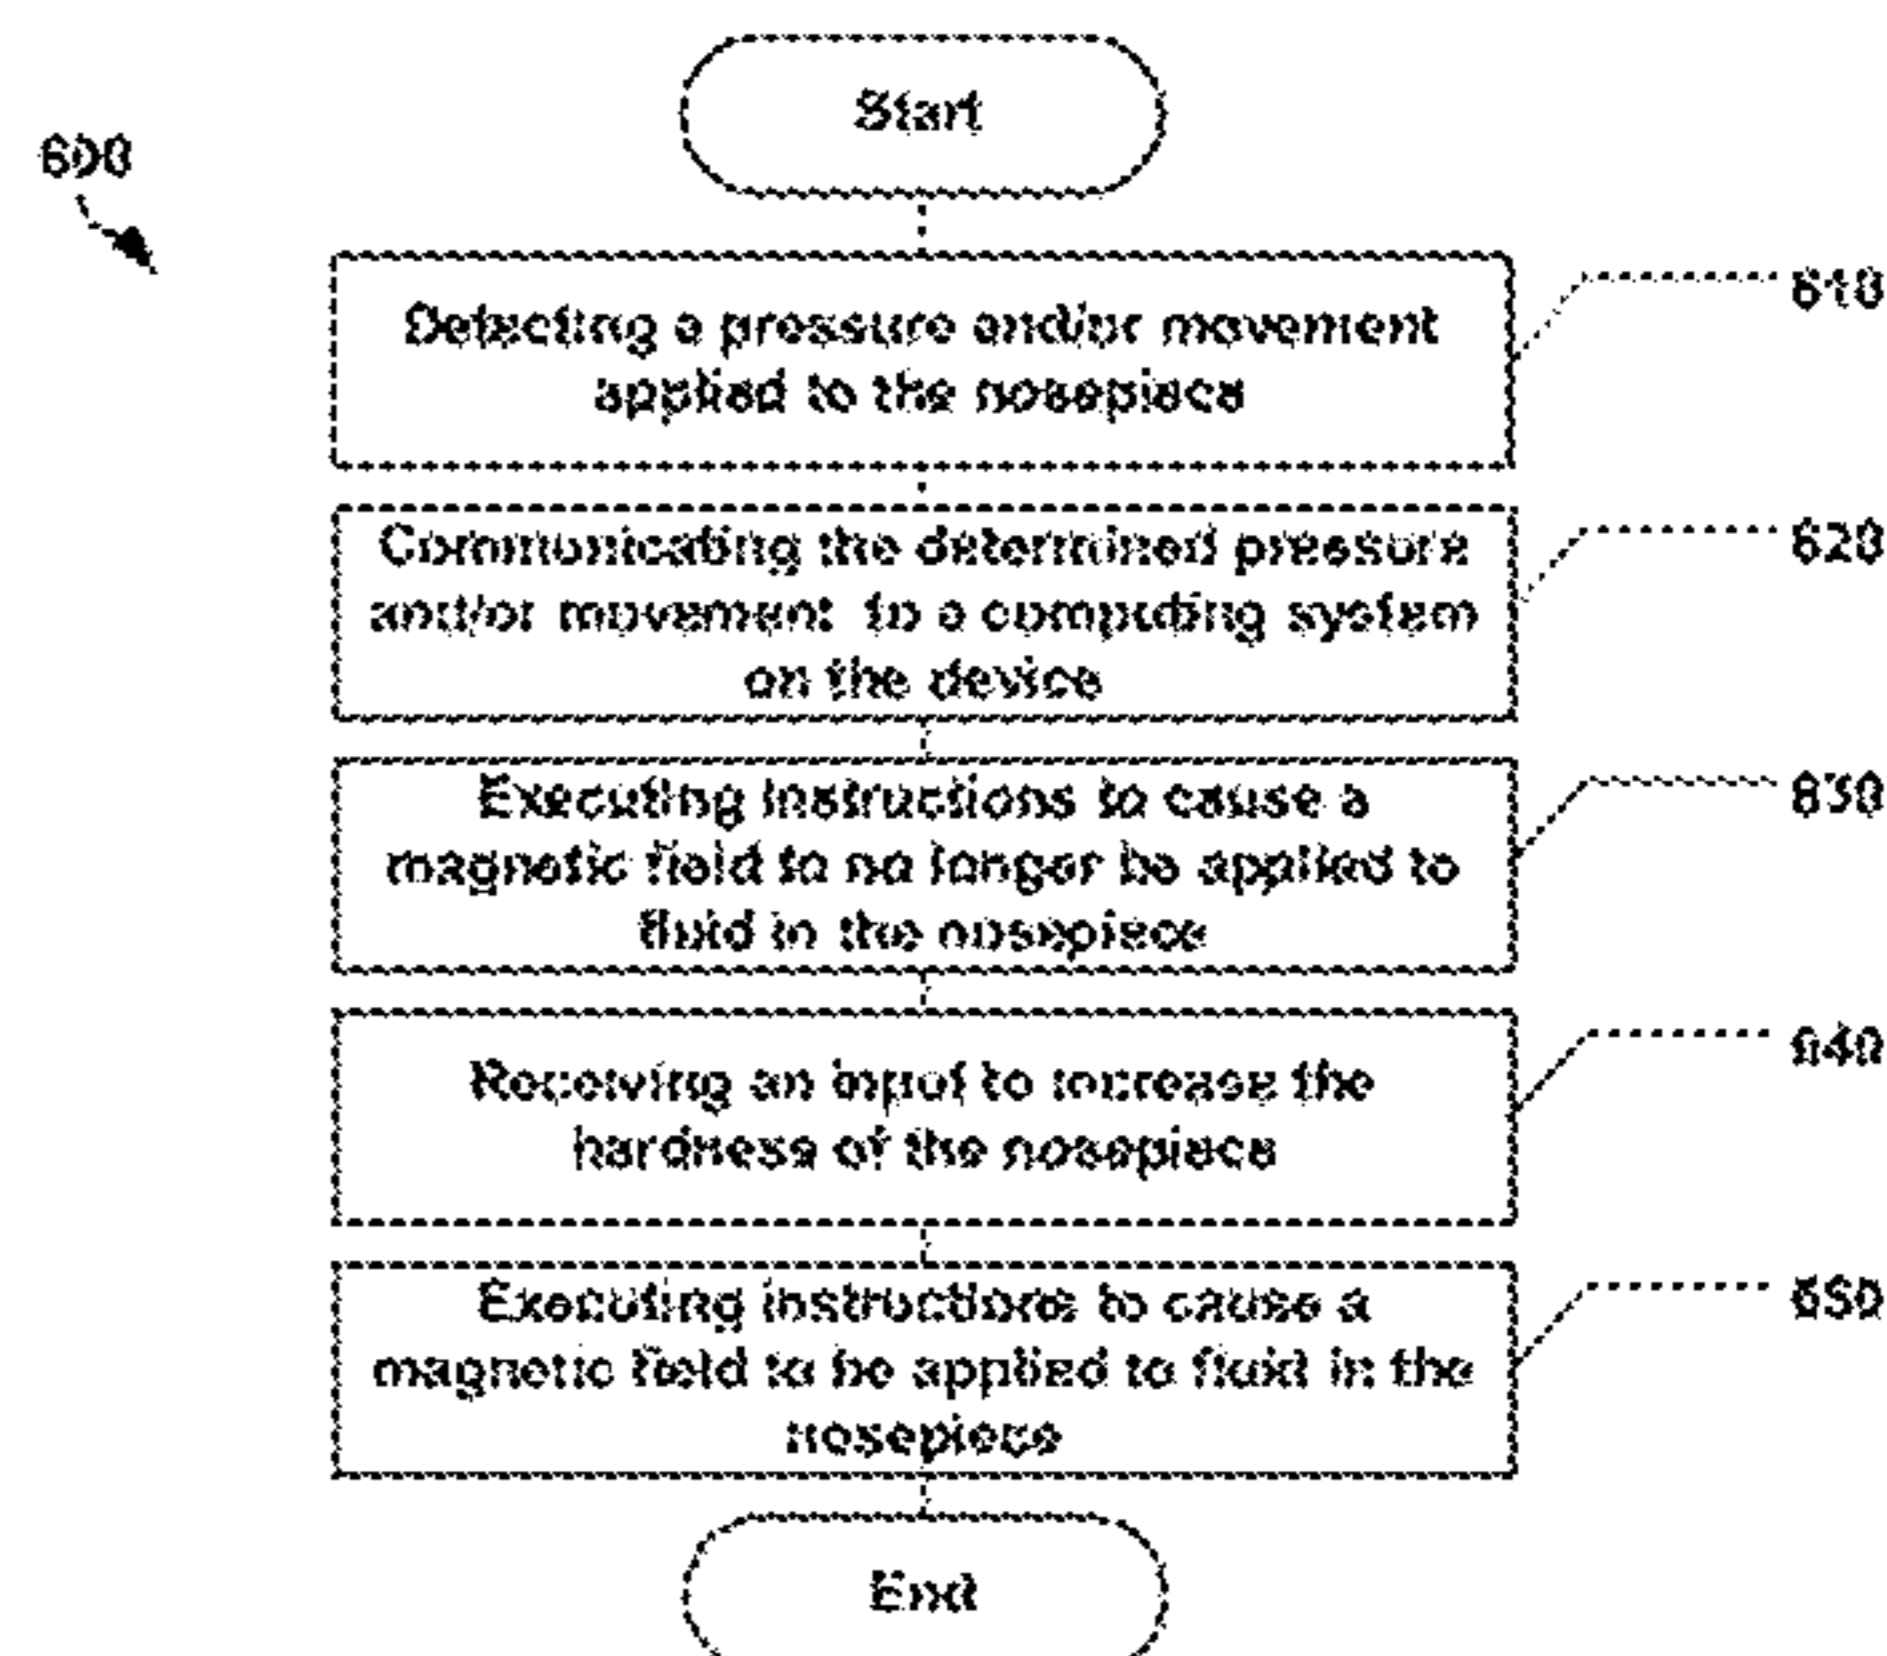 Start
600
Detecting a pressure and/or movement
applied to the nosepiece
610
Communicating the determined pressure
and/or movement to a computing system
on the device
620
Executing instructions to cause a
magnetic field to no longer be applied to
fluid in the nosepiece
630
Receiving an input to increase the
hardness of the nosepiece
640
Executing instructions to cause a
magnetic field to be applied to fluid in the
nosepiece
650
End